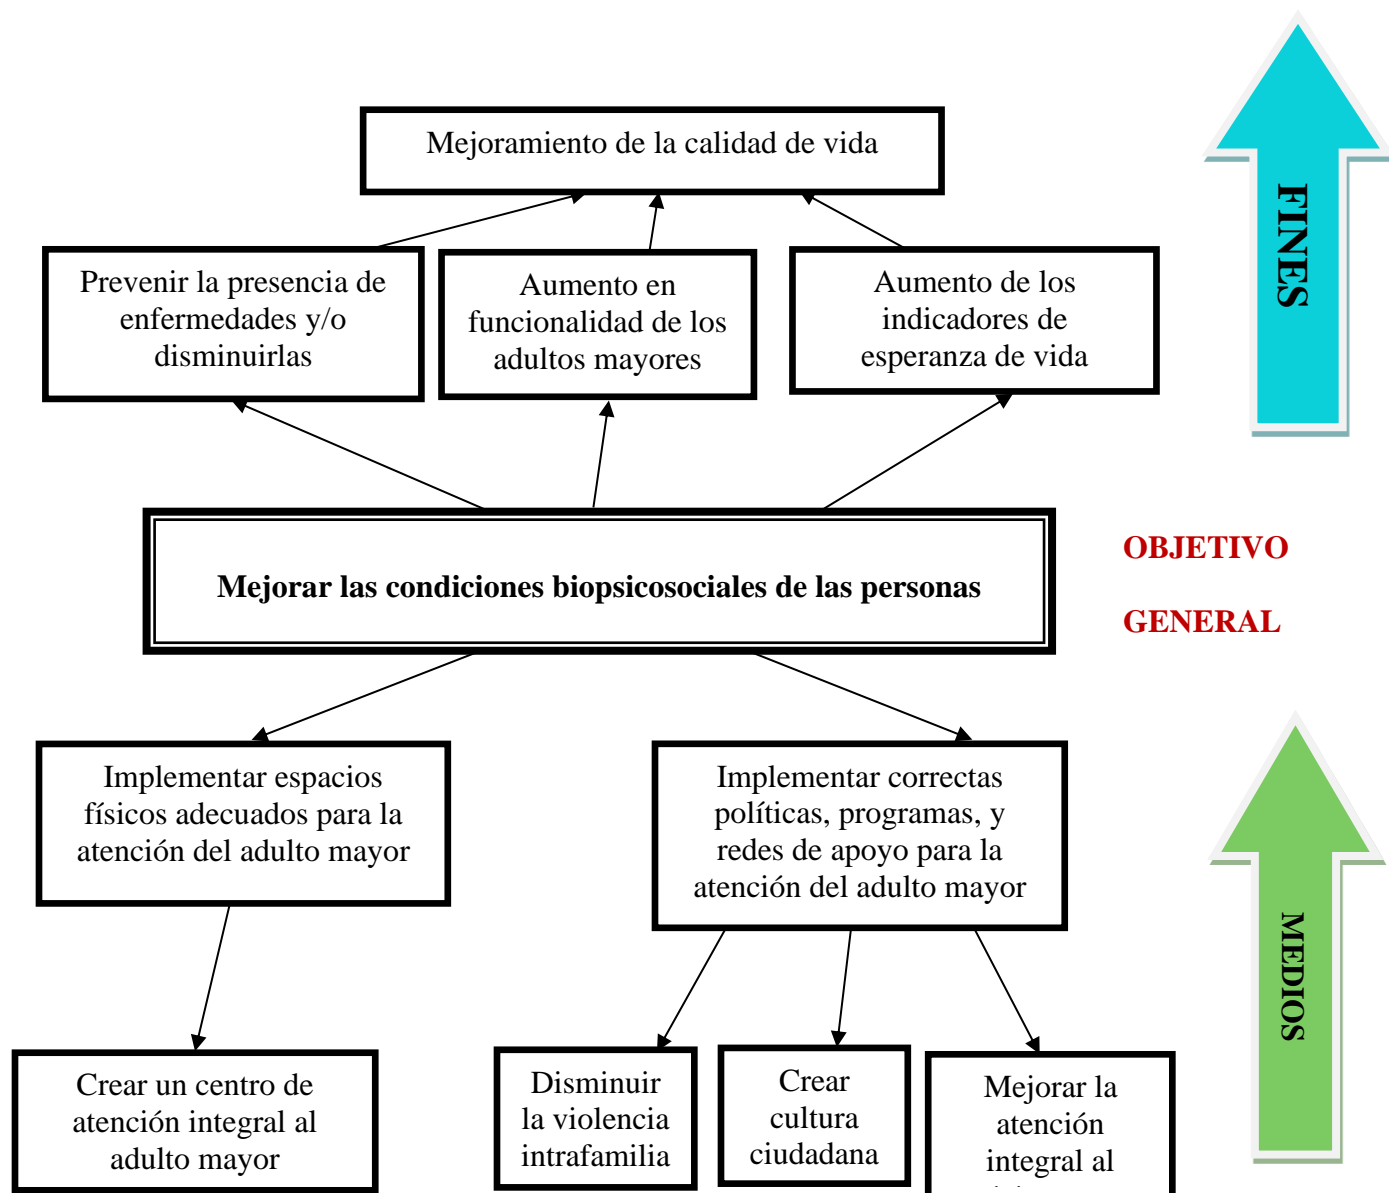 Mejoramiento de la calidad de vida
FINES
Prevenir la presencia de
enfermedades y/o
disminuirlas
Aumento en
funcionalidad de los
adultos mayores
Aumento de los
indicadores de
esperanza de vida
Mejorar las condiciones biopsicosociales de las personas
OBJETIVO
GENERAL
Implementar espacios
físicos adecuados para la
atención del adulto mayor
Implementar correctas
políticas, programas, y
redes de apoyo para la
atención del adulto mayor
MEDIOS
Crear un centro de
atención integral al
adulto mayor
Disminuir
la violencia
intrafamilia
Crear
cultura
ciudadana
Mejorar la
atención
integral al